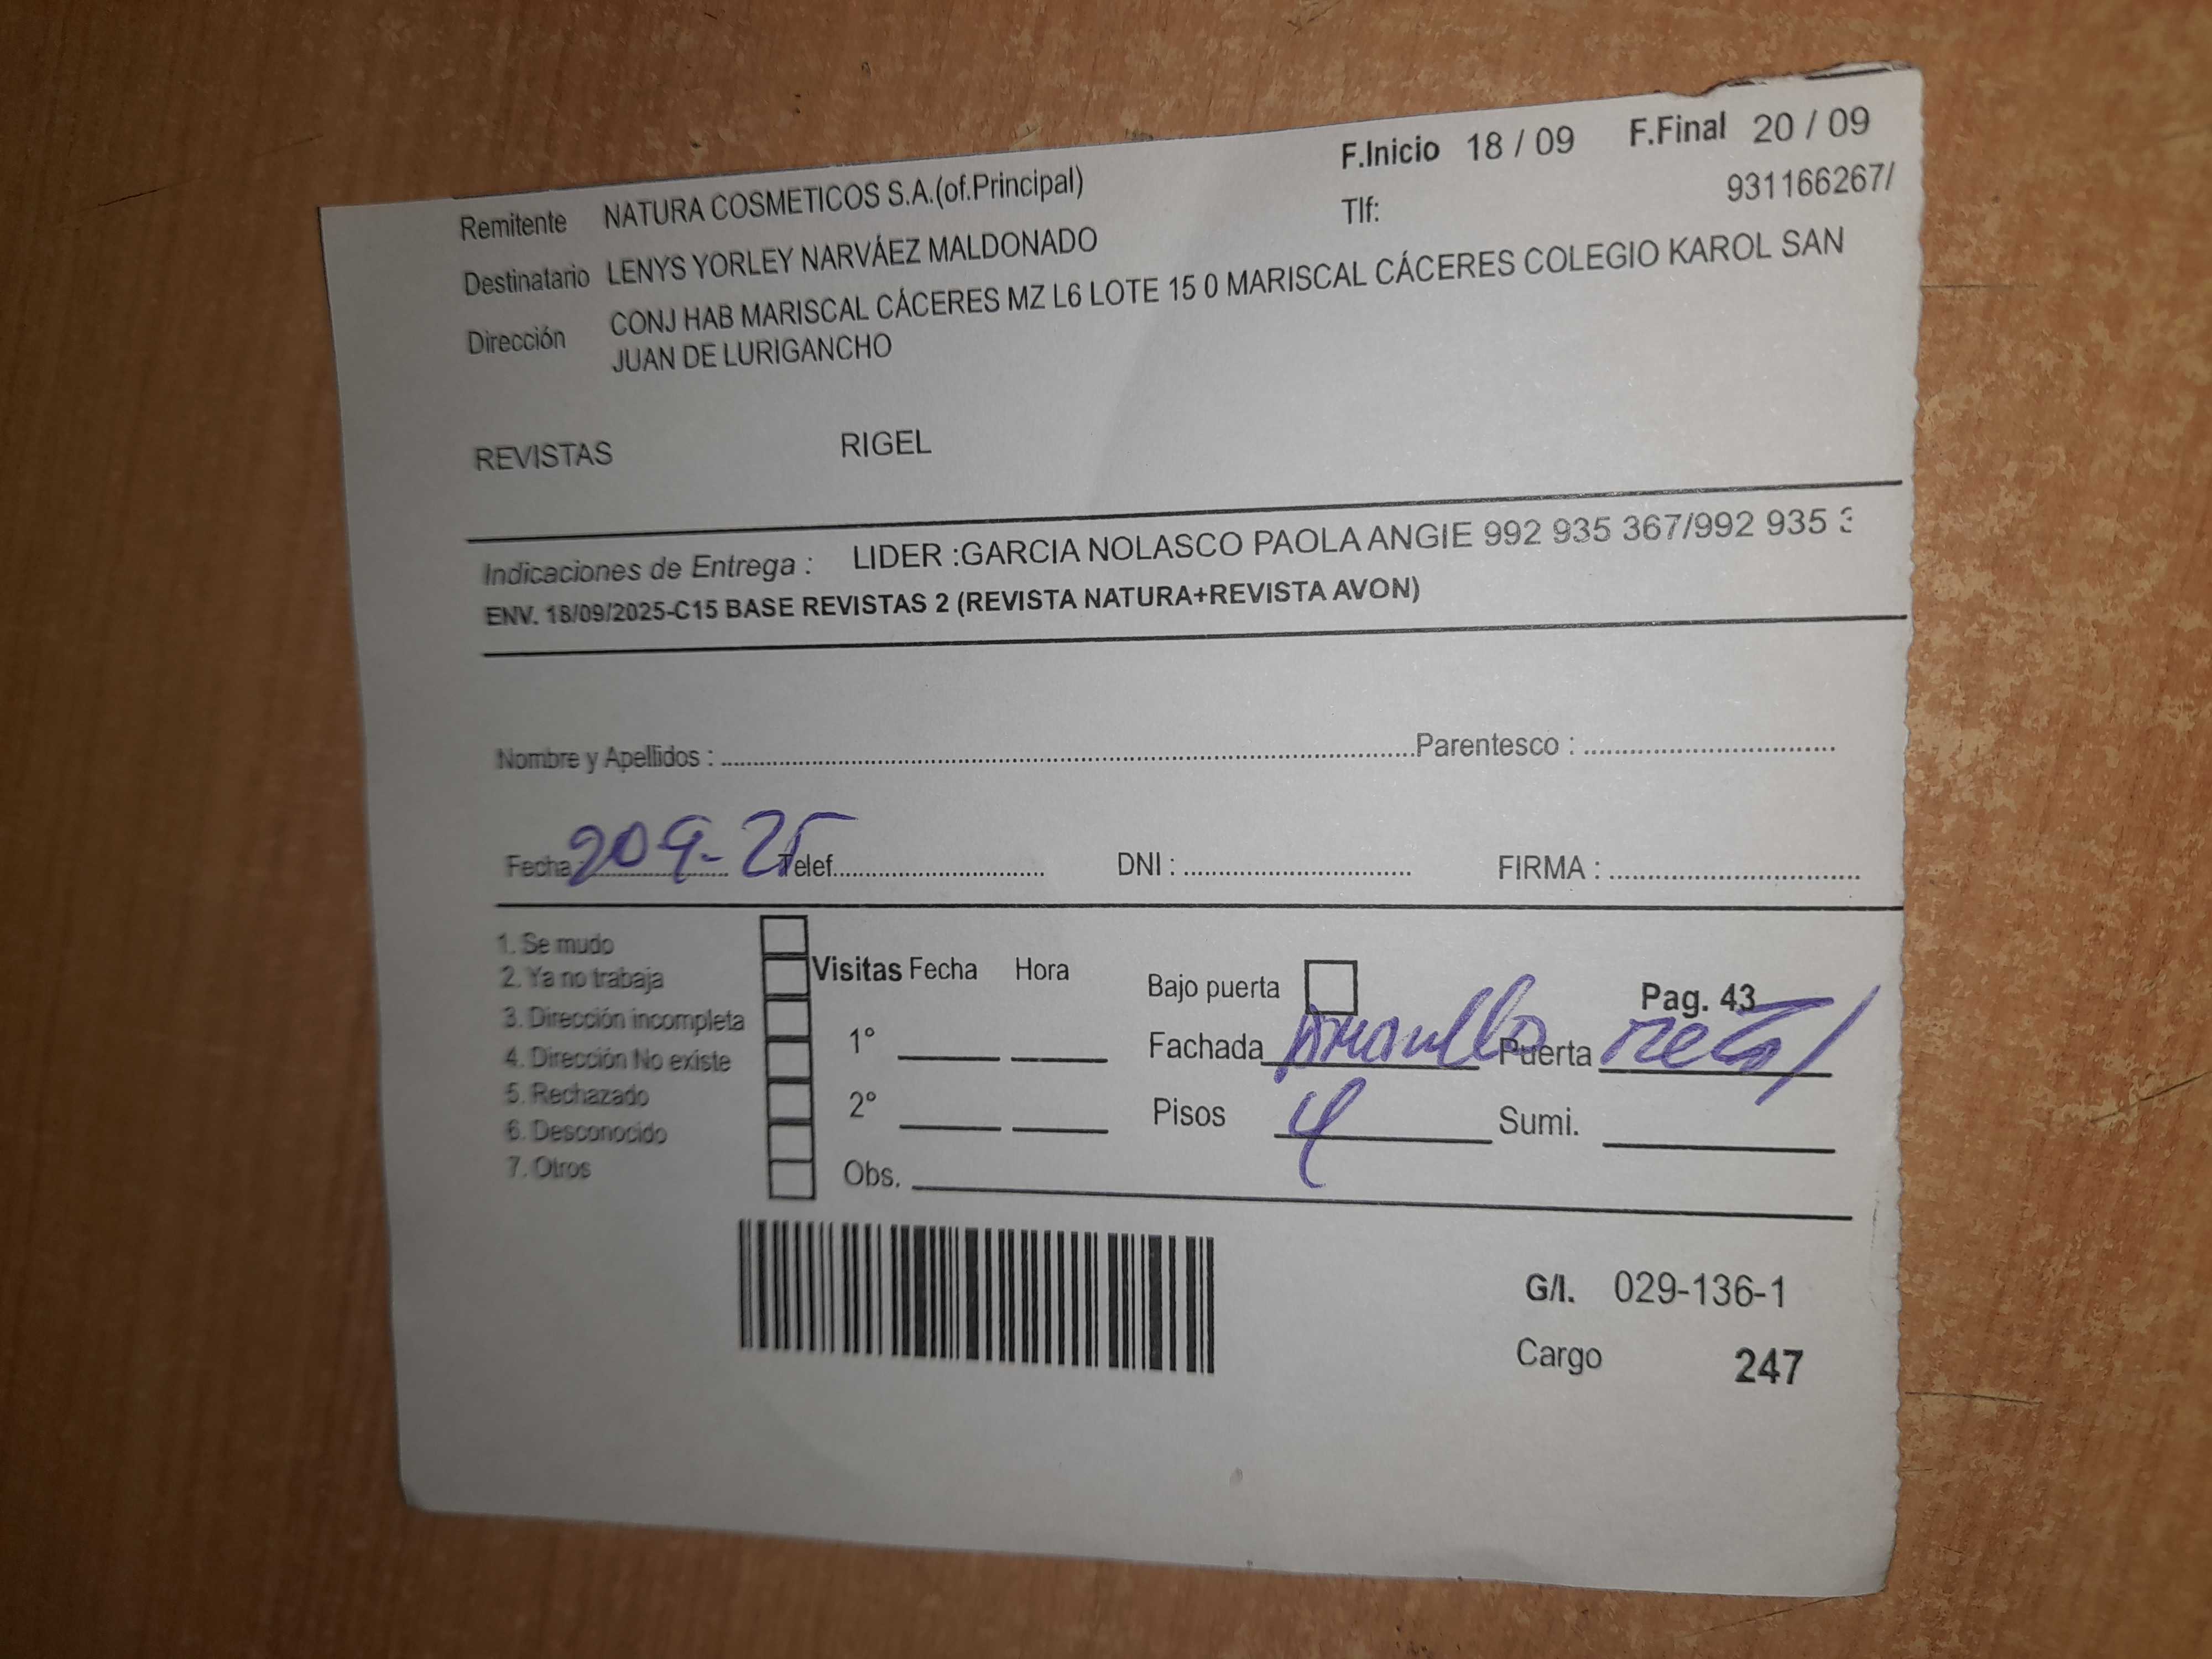 F.Inicio 18 / 09 F.Final 20 / 09
Remitente NATURA COSMETICOS S.A.(of.Principal) Tlf: 931166267/
Destinatario LENYS YORLEY NARVÁEZ MALDONADO
Dirección CONJ HAB MARISCAL CÁCERES MZ L6 LOTE 15 0 MARISCAL CÁCERES COLEGIO KAROL SAN
JUAN DE LURIGANCHO
REVISTAS RIGEL
Indicaciones de Entrega : LIDER :GARCIA NOLASCO PAOLA ANGIE 992 935 367/992 935 3
ENV. 18/09/2025-C15 BASE REVISTAS 2 (REVISTA NATURA+REVISTA AVON)
Nombre y Apellidos : Parentesco :
Fecha: 209-25 Telef. DNI : FIRMA :
1. Se mudo
2. Ya no trabaja
3. Dirección incompleta
4. Dirección No existe
5. Rechazado
6. Desconocido
7. Otros
Visitas Fecha Hora
1°
2°
Obs.
Bajo puerta Pag. 43
Fachada Amarillo Puerta metal
Pisos 4 Sumi.
G/I. 029-136-1
Cargo 247